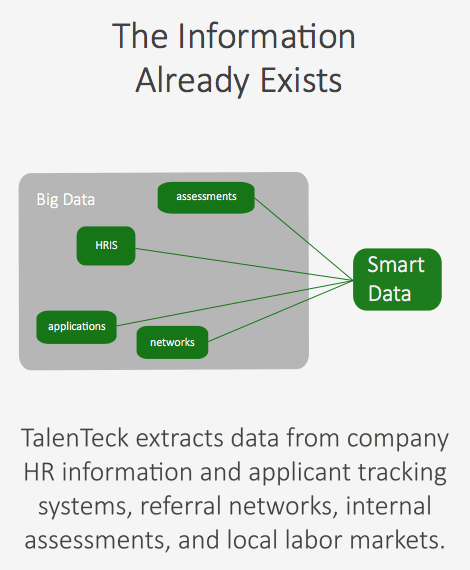 The Information
Already Exists
Big Data
assessments
HRIS
Smart
Data
applications
networks
TalenTeck extracts data from company
HR information and applicant tracking
systems, referral networks, internal
assessments, and local labor markets.